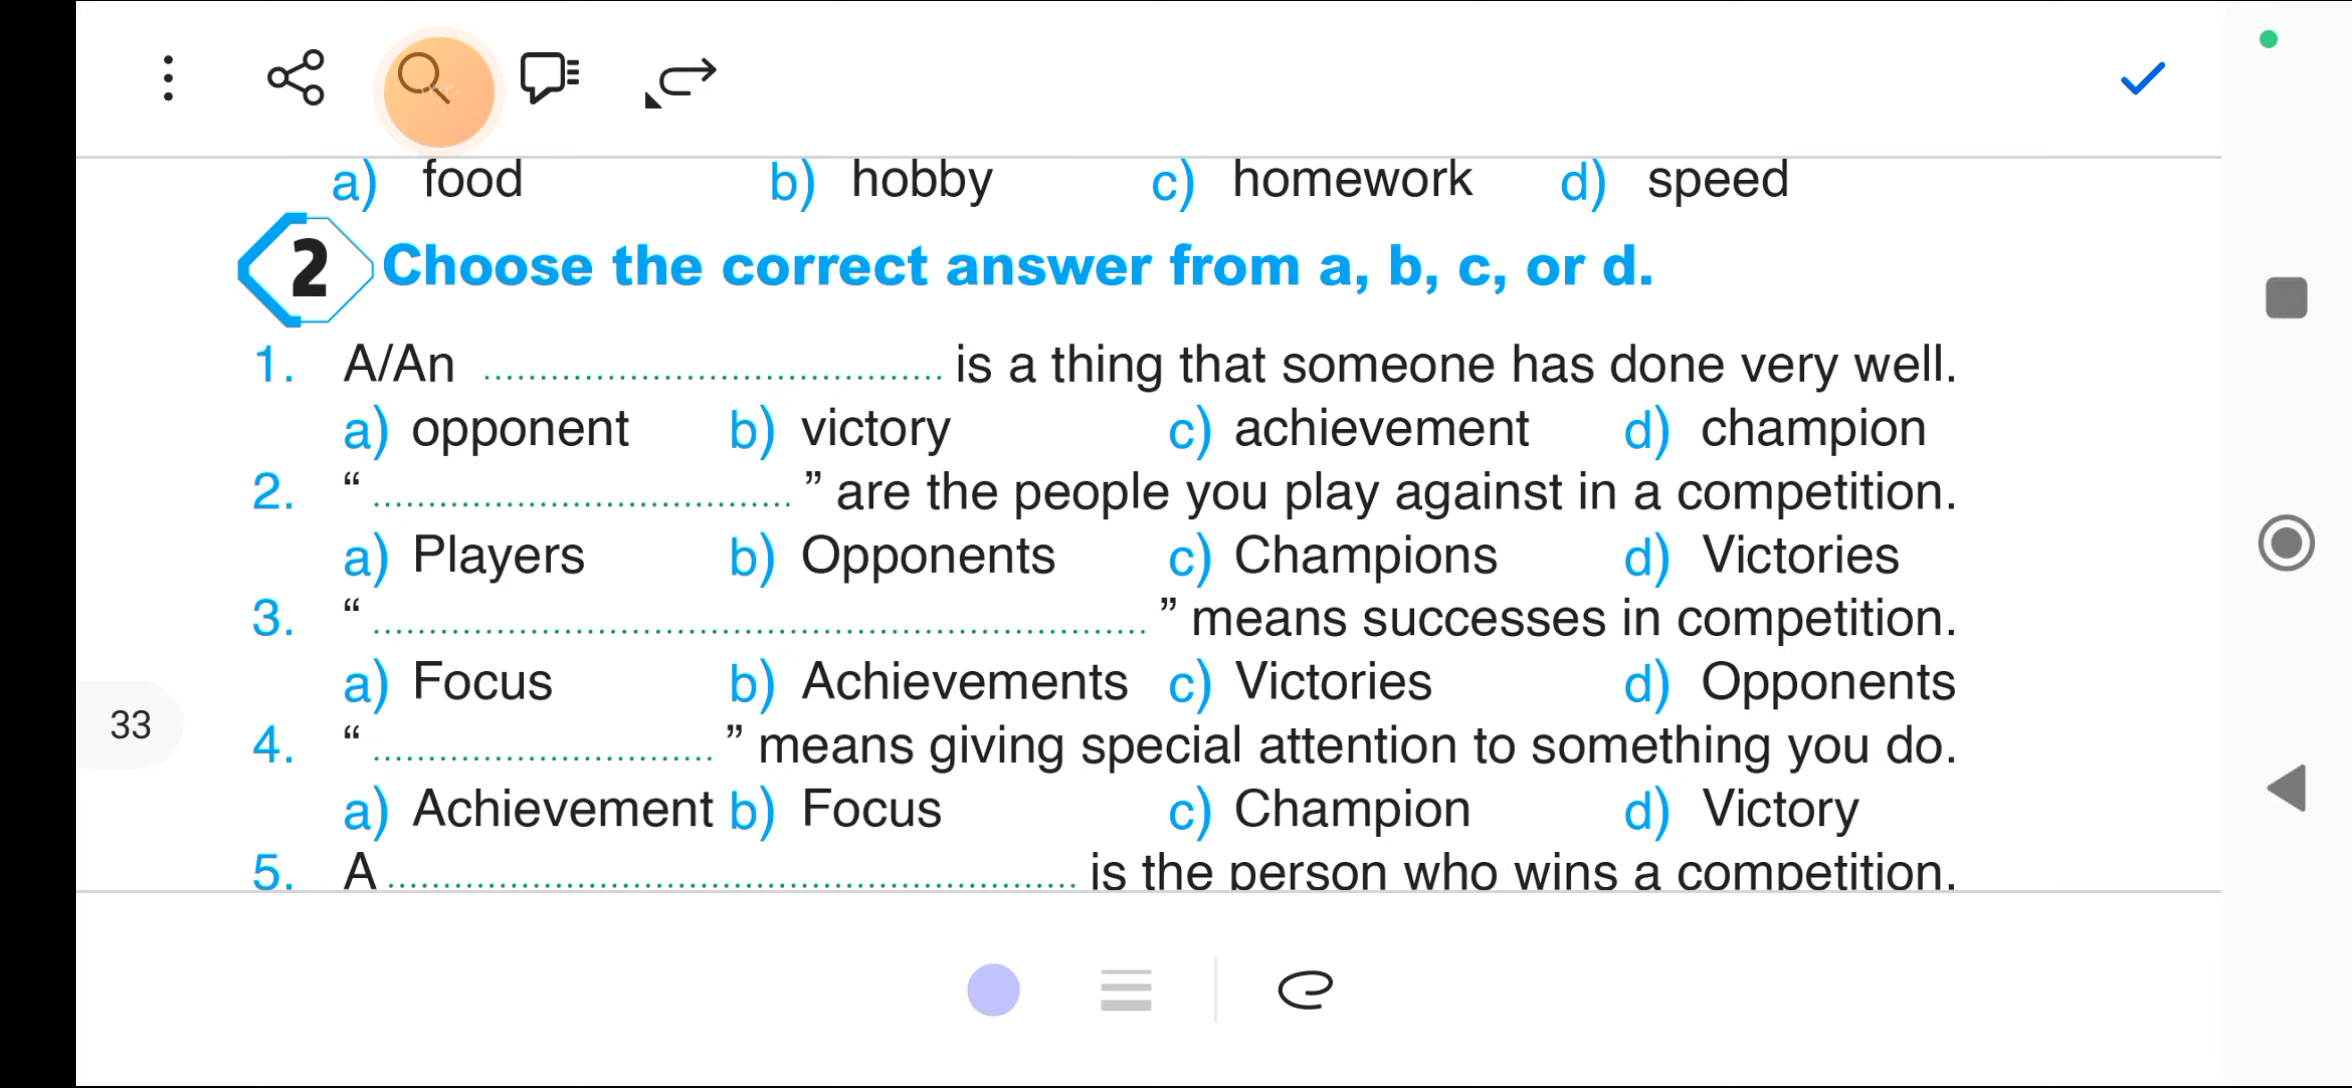 a) food b) hobby c) homework d) speed
2 Choose the correct answer from a, b, c, or d.
1. A/An .................................... is a thing that someone has done very well.
a) opponent b) victory c) achievement d) champion
2. “ .................................... ” are the people you play against in a competition.
a) Players b) Opponents c) Champions d) Victories
3. “ .................................... ” means successes in competition.
a) Focus b) Achievements c) Victories d) Opponents
33
4. “ .................................... ” means giving special attention to something you do.
a) Achievement b) Focus c) Champion d) Victory
5. A .................................... is the person who wins a competition.